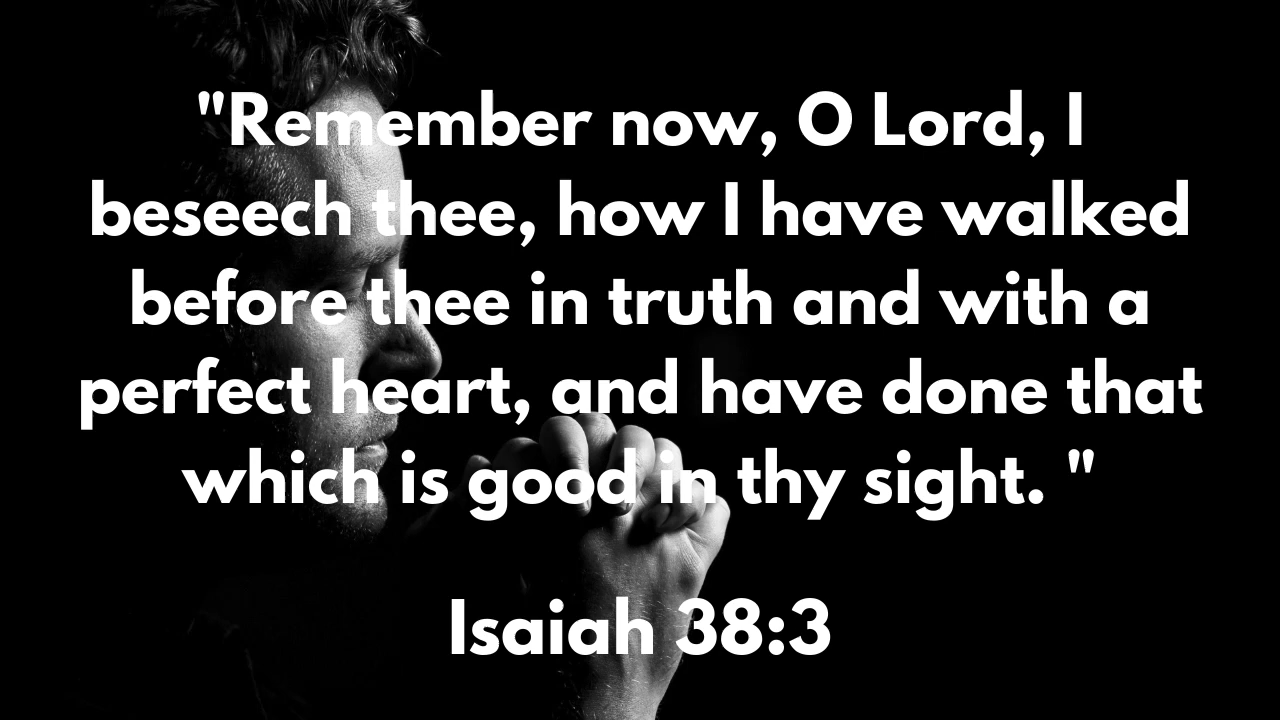 "Remember now, O Lord, I
beseech thee, how I have walked
before thee in truth and with a
perfect heart, and have done that
which is good in thy sight. "
Isaiah 38:3